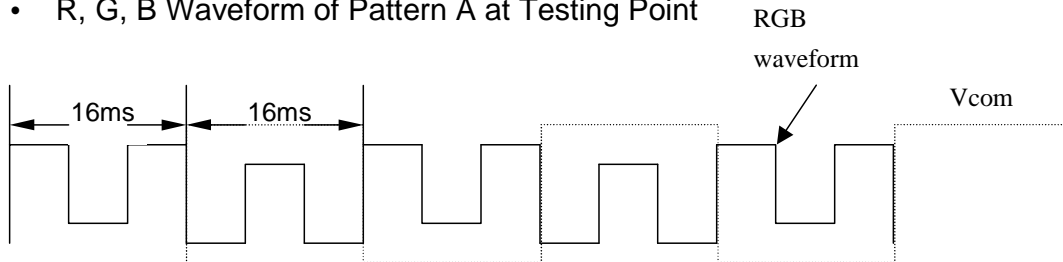 • R, G, B Waveform of Pattern A at Testing Point
RGB
waveform
16ms
16ms
Vcom